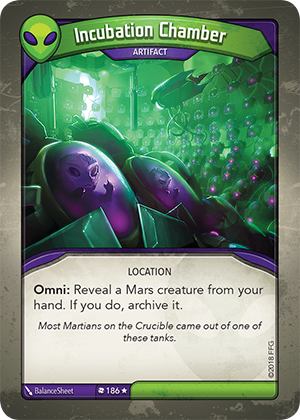 Incubation Chamber
ARTIFACT
LOCATION
Omni: Reveal a Mars creature from your
hand. If you do, archive it.
Most Martians on the Crucible came out of one of
these tanks.
BalanceSheet
186★
©2018 FFG